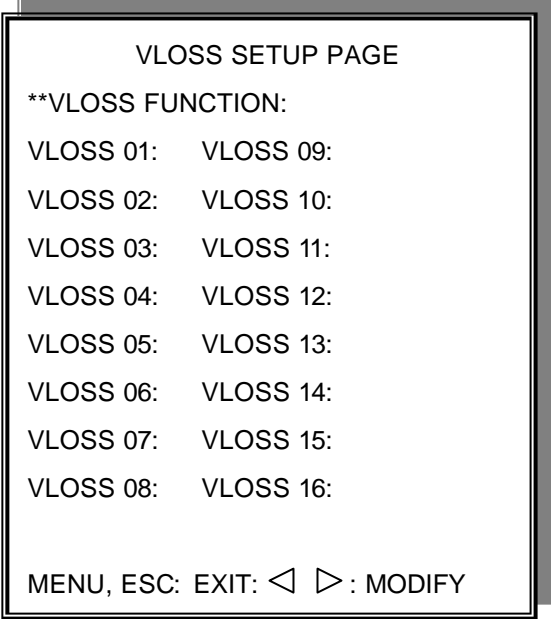 VLOSS SETUP PAGE
**VLOSS FUNCTION:
VLOSS 01: VLOSS 09:
VLOSS 02: VLOSS 10:
VLOSS 03: VLOSS 11:
VLOSS 04: VLOSS 12:
VLOSS 05: VLOSS 13:
VLOSS 06: VLOSS 14:
VLOSS 07: VLOSS 15:
VLOSS 08: VLOSS 16:
MENU, ESC: EXIT: ◁ ▷ : MODIFY